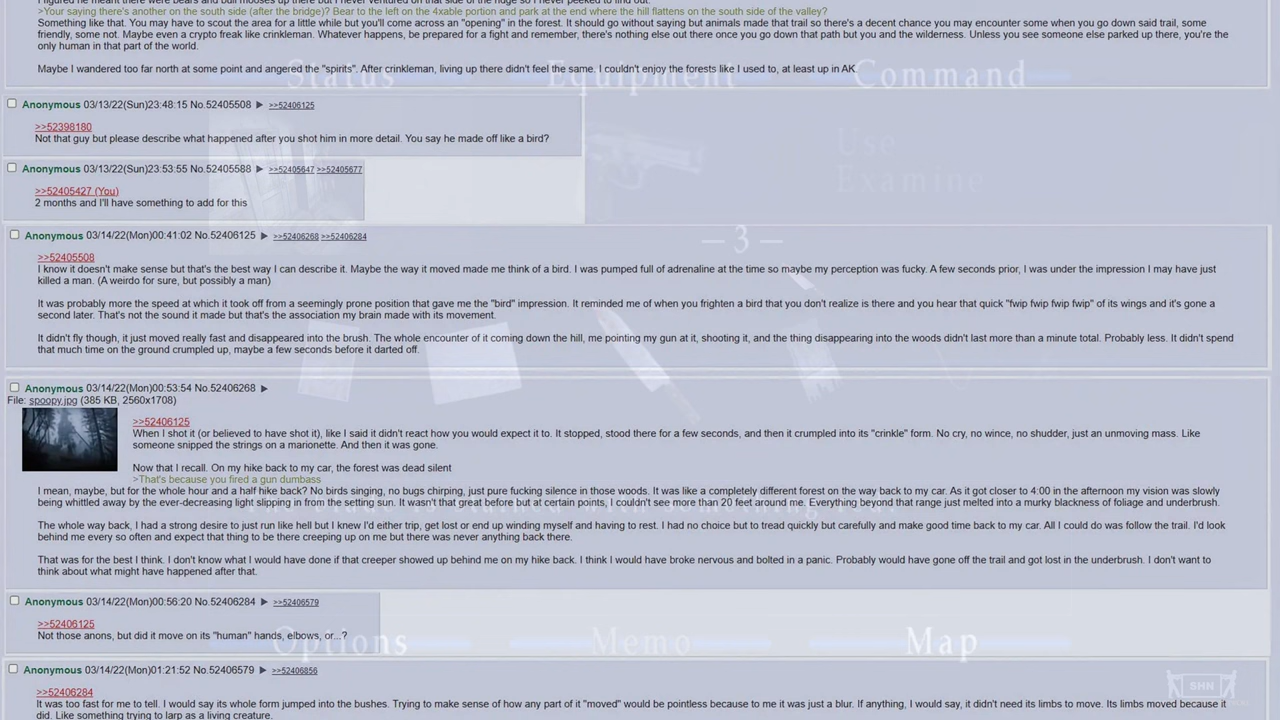 I figured he meant there were bears and bull mooses up there but I never ventured on that side of the ridge so I never peeked to find out.
>Your saying there's another on the south side (after the bridge)? Bear to the left on the 4xable portion and park at the end where the hill flattens on the south side of the valley?
Something like that. You may have to scout the area for a little while but you'll come across an "opening" in the forest. It should go without saying but animals made that trail so there's a decent chance you may encounter some when you go down said trail, some
friendly, some not. Maybe even a crypto freak like crinkleman. Whatever happens, be prepared for a fight and remember, there's nothing else out there once you go down that path but you and the wilderness. Unless you see someone else parked up there, you're the
only human in that part of the world.
Maybe I wandered too far north at some point and angered the "spirits". After crinkleman, living up there didn't feel the same. I couldn't enjoy the forests like I used to, at least up in AK.
Status Equipment Command
Anonymous 03/13/22(Sun)23:48:15 No.52405508 ▶ >>52406125
>>52398180
Not that guy but please describe what happened after you shot him in more detail. You say he made off like a bird?
Use
Examine
Anonymous 03/13/22(Sun)23:53:55 No.52405588 ▶ >>52405647 >>52405677
>>52405427 (You)
2 months and I'll have something to add for this
Anonymous 03/14/22(Mon)00:41:02 No.52406125 ▶ >>52406268 >>52406284
— 3 —
>>52405508
I know it doesn't make sense but that's the best way I can describe it. Maybe the way it moved made me think of a bird. I was pumped full of adrenaline at the time so maybe my perception was fucky. A few seconds prior, I was under the impression I may have just
killed a man. (A weirdo for sure, but possibly a man)
It was probably more the speed at which it took off from a seemingly prone position that gave me the "bird" impression. It reminded me of when you frighten a bird that you don't realize is there and you hear that quick "fwip fwip fwip fwip" of its wings and it's gone a
second later. That's not the sound it made but that's the association my brain made with its movement.
It didn't fly though, it just moved really fast and disappeared into the brush. The whole encounter of it coming down the hill, me pointing my gun at it, shooting it, and the thing disappearing into the woods didn't last more than a minute total. Probably less. It didn't spend
that much time on the ground crumpled up, maybe a few seconds before it darted off.
Anonymous 03/14/22(Mon)00:53:54 No.52406268 ▶
File: spoopy.jpg (385 KB, 2560x1708)
>>52406125
When I shot it (or believed to have shot it), like I said it didn't react how you would expect it to. It stopped, stood there for a few seconds, and then it crumpled into its "crinkle" form. No cry, no wince, no shudder, just an unmoving mass. Like
someone snipped the strings on a marionette. And then it was gone.
Now that I recall. On my hike back to my car, the forest was dead silent
>That's because you fired a gun dumbass
I mean, maybe, but for the whole hour and a half hike back? No birds singing, no bugs chirping, just pure fucking silence in those woods. It was like a completely different forest on the way back to my car. As it got closer to 4:00 in the afternoon my vision was slowly
being whittled away by the ever-decreasing light slipping in from the setting sun. It wasn't that great before but at certain points, I couldn't see more than 20 feet around me. Everything beyond that range just melted into a murky blackness of foliage and underbrush.
The whole way back, I had a strong desire to just run like hell but I knew I'd either trip, get lost or end up winding myself and having to rest. I had no choice but to tread quickly but carefully and make good time back to my car. All I could do was follow the trail. I'd look
behind me every so often and expect that thing to be there creeping up on me but there was never anything back there.
That was for the best I think. I don't know what I would have done if that creeper showed up behind me on my hike back. I think I would have broke nervous and bolted in a panic. Probably would have gone off the trail and got lost in the underbrush. I don't want to
think about what might have happened after that.
Anonymous 03/14/22(Mon)00:56:20 No.52406284 ▶ >>52406579
>>52406125
Not those anons, but did it move on its "human" hands, elbows, or...?
Options Memo Map
Anonymous 03/14/22(Mon)01:21:52 No.52406579 ▶ >>52406856
SHN
>>52406284
It was too fast for me to tell. I would say its whole form jumped into the bushes. Trying to make sense of how any part of it "moved" would be pointless because to me it was just a blur. If anything, I would say, it didn't need its limbs to move. Its limbs moved because it
did. Like something trying to larp as a living creature.